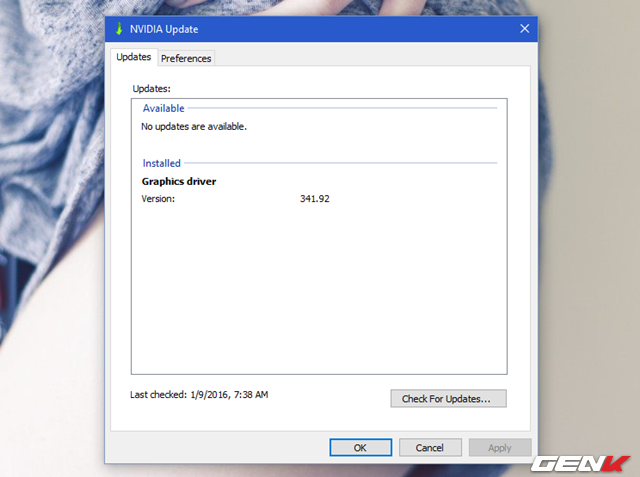 NVIDIA Update
Updates
Preferences
Updates:
Available
No updates are available.
Installed
Graphics driver
Version: 341.92
Last checked: 1/9/2016, 7:38 AM
Check For Updates...
OK
Cancel
Apply
GENK